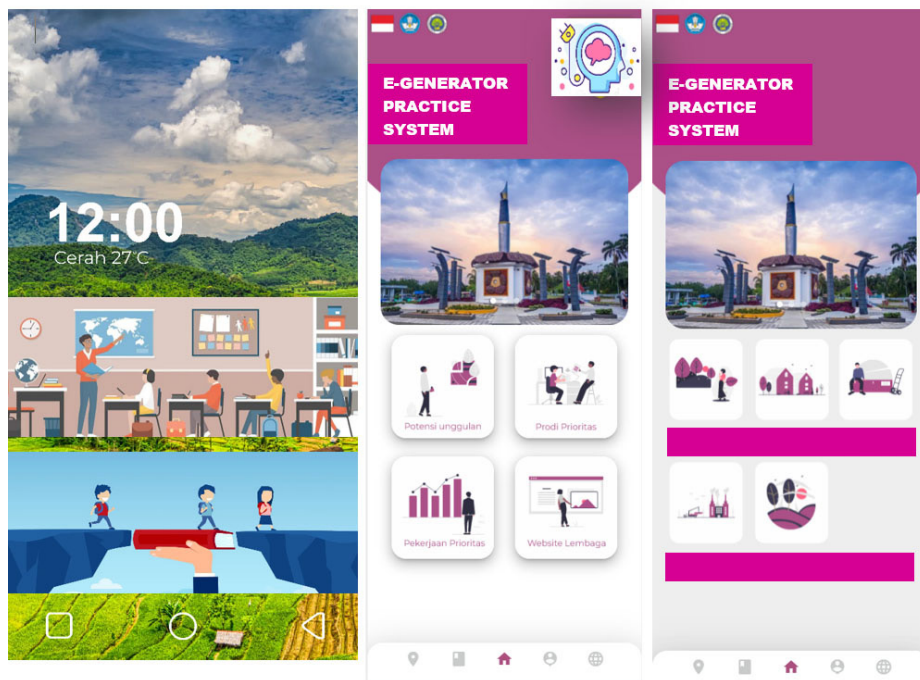 12:00
Cerah 27 C
E-GENERATOR
PRACTICE
SYSTEM
Potensi unggulan
Prodi Prioritas
Pekerjaan Prioritas
Website Lembaga
E-GENERATOR
PRACTICE
SYSTEM